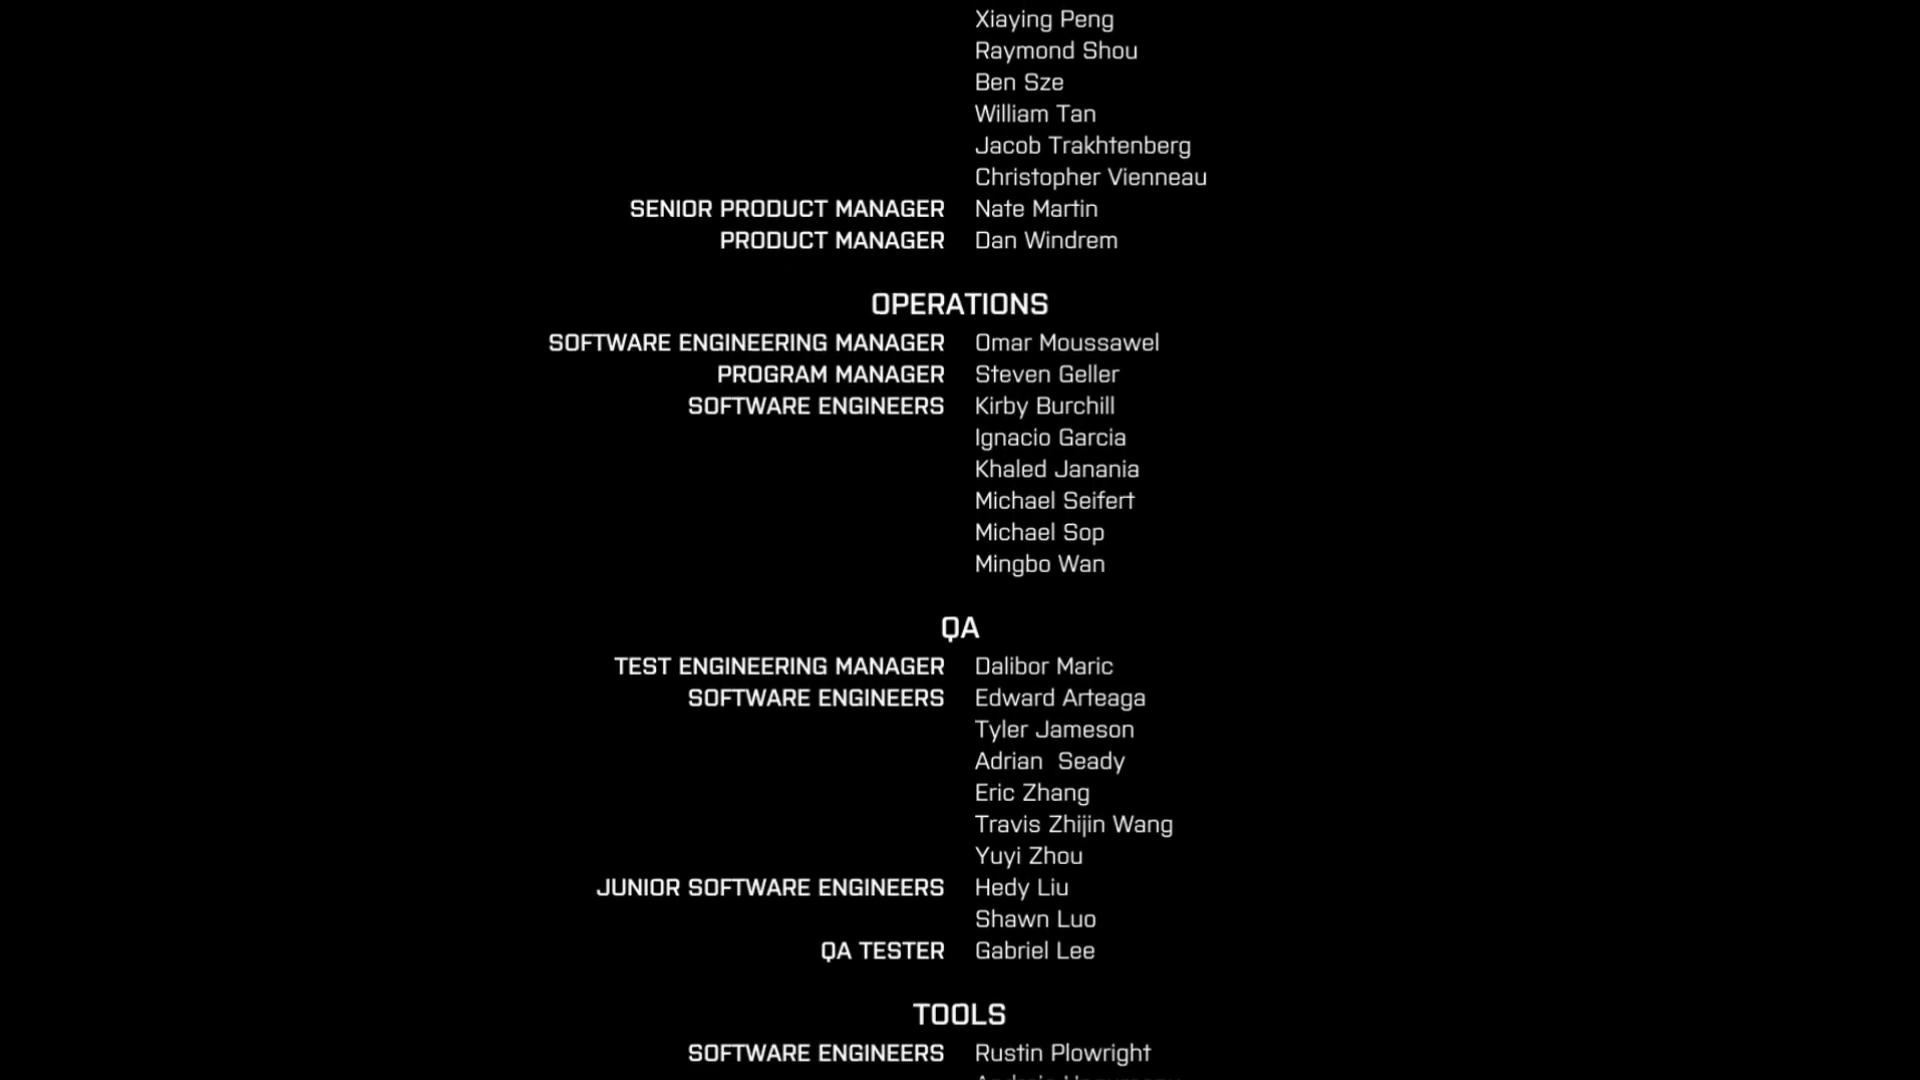 Xiaying Peng
Raymond Shou
Ben Sze
William Tan
Jacob Trakhtenberg
Christopher Vienneau
SENIOR PRODUCT MANAGER Nate Martin
PRODUCT MANAGER Dan Windrem
OPERATIONS
SOFTWARE ENGINEERING MANAGER Omar Moussawel
PROGRAM MANAGER Steven Geller
SOFTWARE ENGINEERS Kirby Burchill
Ignacio Garcia
Khaled Janania
Michael Seifert
Michael Sop
Mingbo Wan
QA
TEST ENGINEERING MANAGER Dalibor Maric
SOFTWARE ENGINEERS Edward Arteaga
Tyler Jameson
Adrian  Seady
Eric Zhang
Travis Zhijin Wang
Yuyi Zhou
JUNIOR SOFTWARE ENGINEERS Hedy Liu
Shawn Luo
QA TESTER Gabriel Lee
TOOLS
SOFTWARE ENGINEERS Rustin Plowright